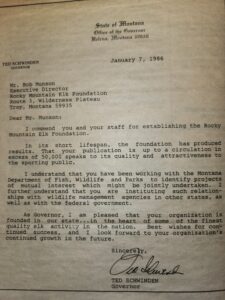 State of Montana
Office of the Governor
Helena, Montana 59620
TED SCHWINDEN
GOVERNOR
January 7, 1986
Mr. Bob Munson
Executive Director
Rocky Mountain Elk Foundation
Route 3, Wilderness Plateau
Troy, Montana 59935
Dear Mr. Munson:
I commend you and your staff for establishing the Rocky
Mountain Elk Foundation.
In its short lifespan, the foundation has produced
results. That your publication is up to a circulation in
excess of 50,000 speaks to its quality and attractiveness to
the sporting public.
I understand that you have been working with the Montana
Department of Fish, Wildlife and Parks to identify projects
of mutual interest which might be jointly undertaken. I
further understand that you are instituting such relation-
ships with wildlife management agencies in other states, as
well as with the federal government.
As Governor, I am pleased that your organization is
founded in our state...in the heart of some of the finest
quality elk activity in the nation. Best wishes for con-
tinued success, and I look forward to your organization's
continued growth in the future.
Sincerely,
Ted Schwinden
TED SCHWINDEN
Governor